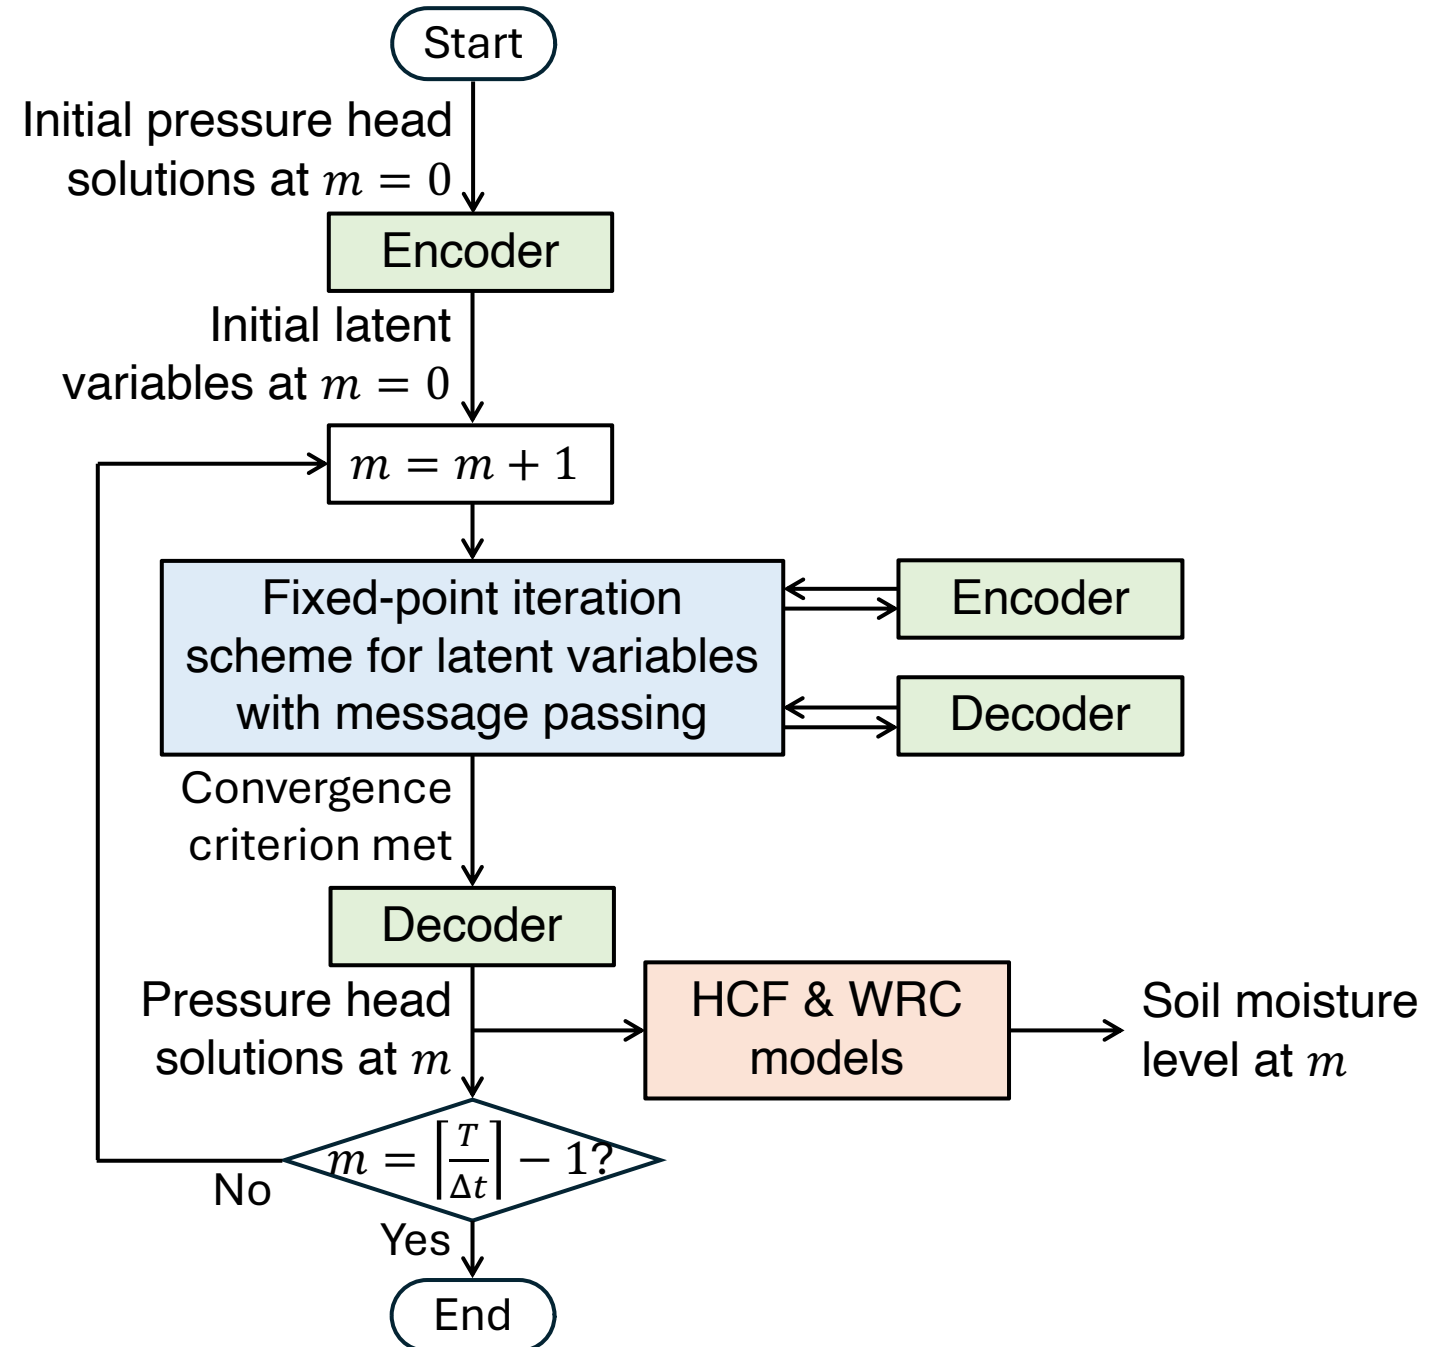 Start
Initial pressure head
solutions at m = 0
Encoder
Initial latent
variables at m = 0
m = m + 1
Fixed-point iteration
scheme for latent variables
with message passing
Encoder
Decoder
Convergence
criterion met
Decoder
Pressure head
solutions at m
HCF & WRC
models
Soil moisture
level at m
m = ⌈T/Δt⌉ − 1?
No
Yes
End